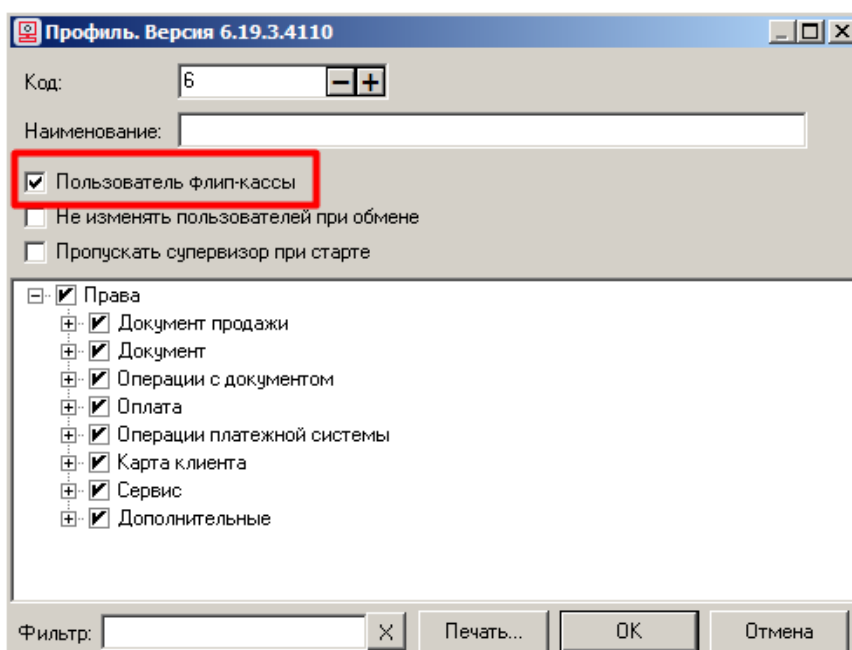 Профиль. Версия 6.19.3.4110
Код: 6
Наименование:
Пользователь флип-кассы
Не изменять пользователей при обмене
Пропускать супервизор при старте
Права
Документ продажи
Документ
Операции с документом
Оплата
Операции платежной системы
Карта клиента
Сервис
Дополнительные
Фильтр: X Печать... OK Отмена